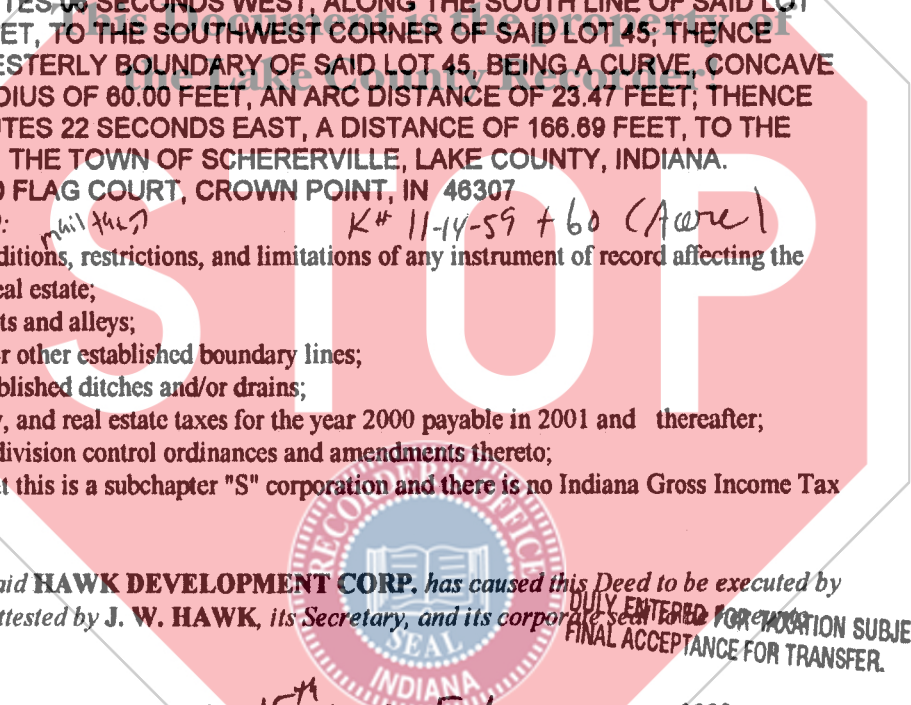 TES, 00 SECONDS WEST, ALONG THE SOUTH LINE OF SAID LOT
This Document is the property of
ET, TO THE SOUTHWEST CORNER OF SAID LOT 45; THENCE
the Lake County Recorder!
ESTERLY BOUNDARY OF SAID LOT 45, BEING A CURVE, CONCAVE
DIUS OF 60.00 FEET, AN ARC DISTANCE OF 23.47 FEET; THENCE
UTES 22 SECONDS EAST, A DISTANCE OF 166.69 FEET, TO THE
THE TOWN OF SCHERERVILLE, LAKE COUNTY, INDIANA.
FLAG COURT, CROWN POINT, IN 46307
mail K# 11-14-59 + 60
ditions, restrictions, and limitations of any instrument of record affecting the
eal estate;
ts and alleys;
r other established boundary lines;
blished ditches and/or drains;
, and real estate taxes for the year 2000 payable in 2001 and thereafter;
division control ordinances and amendments thereto;
t this is a subchapter "S" corporation and there is no Indiana Gross Income Tax
STOP
aid HAWK DEVELOPMENT CORP. has caused this Deed to be executed by
ttested by J. W. HAWK, its Secretary, and its corporate seal to be
DULY ENTERED FOR TAXATION SUBJE
FINAL ACCEPTANCE FOR TRANSFER.
RECORDER'S OFFICE
SEAL
INDIANA
15th